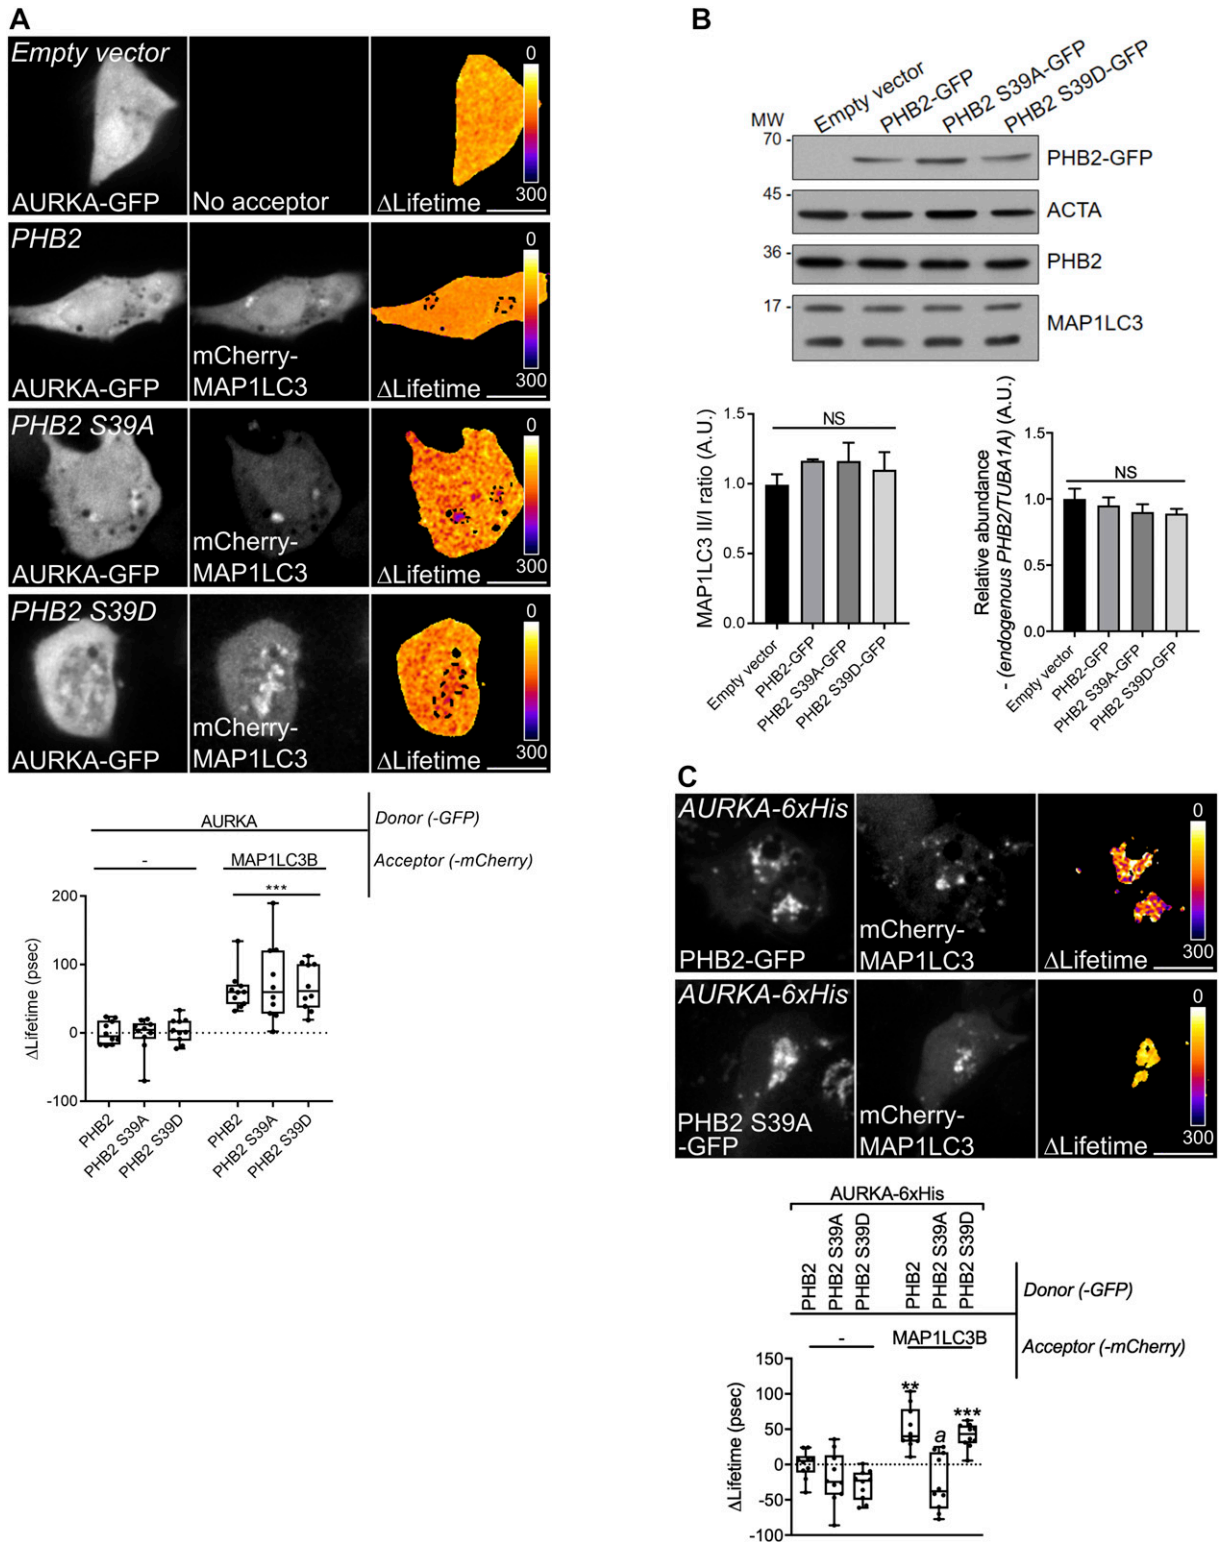 A
Empty vector
AURKA-GFP
No acceptor
ΔLifetime
0
300
PHB2
AURKA-GFP
mCherry-
MAP1LC3
ΔLifetime
0
300
PHB2 S39A
AURKA-GFP
mCherry-
MAP1LC3
ΔLifetime
0
300
PHB2 S39D
AURKA-GFP
mCherry-
MAP1LC3
ΔLifetime
0
300
AURKA
Donor (-GFP)
-
MAP1LC3B
Acceptor (-mCherry)
***
200
100
0
-100
ΔLifetime (psec)
PHB2
PHB2 S39A
PHB2 S39D
PHB2
PHB2 S39A
PHB2 S39D
B
Empty vector
PHB2-GFP
PHB2 S39A-GFP
PHB2 S39D-GFP
MW
70 -
PHB2-GFP
45 -
ACTA
36 -
PHB2
17 -
MAP1LC3
MAP1LC3 II/I ratio (A.U.)
1.5
1.0
0.5
0.0
NS
Empty vector
PHB2-GFP
PHB2 S39A-GFP
PHB2 S39D-GFP
Relative abundance
- (endogenous PHB2/TUBA1A) (A.U.)
1.5
1.0
0.5
0.0
NS
Empty vector
PHB2-GFP
PHB2 S39A-GFP
PHB2 S39D-GFP
C
AURKA-6xHis
PHB2-GFP
mCherry-
MAP1LC3
ΔLifetime
0
300
AURKA-6xHis
PHB2 S39A
-GFP
mCherry-
MAP1LC3
ΔLifetime
0
300
AURKA-6xHis
PHB2
PHB2 S39A
PHB2 S39D
PHB2
PHB2 S39A
PHB2 S39D
Donor (-GFP)
-
MAP1LC3B
Acceptor (-mCherry)
150
100
50
0
-50
-100
ΔLifetime (psec)
**
a
***